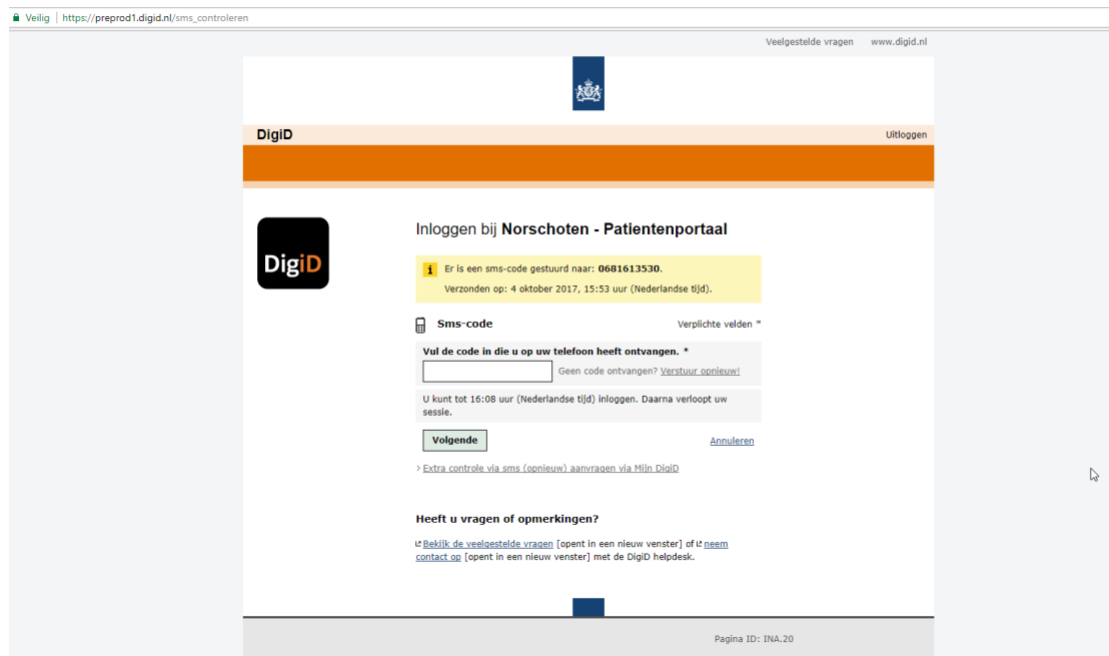 Veilig | https://preprod1.digid.nl/sms_controleren
Veelgestelde vragen www.digid.nl
DigiD Uitloggen
DigiD
Inloggen bij Norschoten - Patientenportaal
i Er is een sms-code gestuurd naar: 0681613530.
Verzonden op: 4 oktober 2017, 15:53 uur (Nederlandse tijd).
Sms-code Verplichte velden *
Vul de code in die u op uw telefoon heeft ontvangen. *
Geen code ontvangen? Verstuur opnieuw!
U kunt tot 16:08 uur (Nederlandse tijd) inloggen. Daarna verloopt uw
sessie.
Volgende Annuleren
> Extra controle via sms (opnieuw) aanvragen via Mijn DigiD
Heeft u vragen of opmerkingen?
Bekijk de veelgestelde vragen [opent in een nieuw venster] of neem
contact op [opent in een nieuw venster] met de DigiD helpdesk.
Pagina ID: INA.20